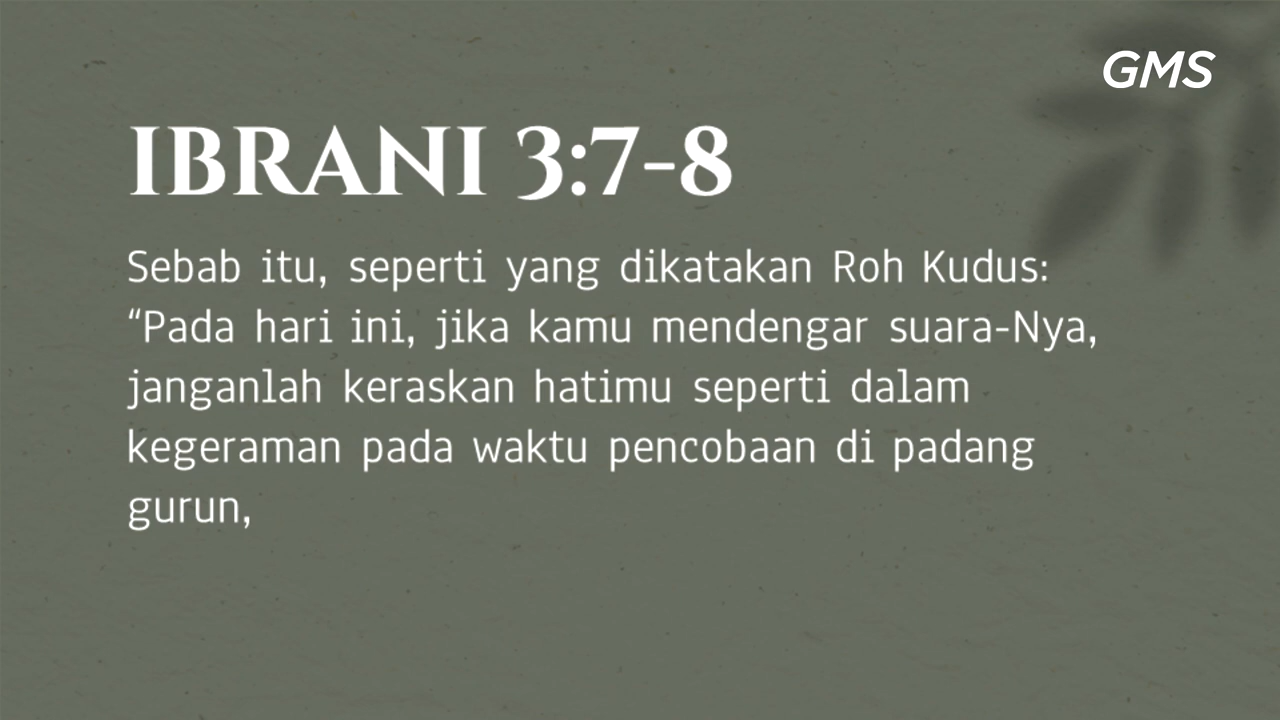 GMS
IBRANI 3:7-8
Sebab itu, seperti yang dikatakan Roh Kudus:
“Pada hari ini, jika kamu mendengar suara-Nya,
janganlah keraskan hatimu seperti dalam
kegeraman pada waktu pencobaan di padang
gurun,